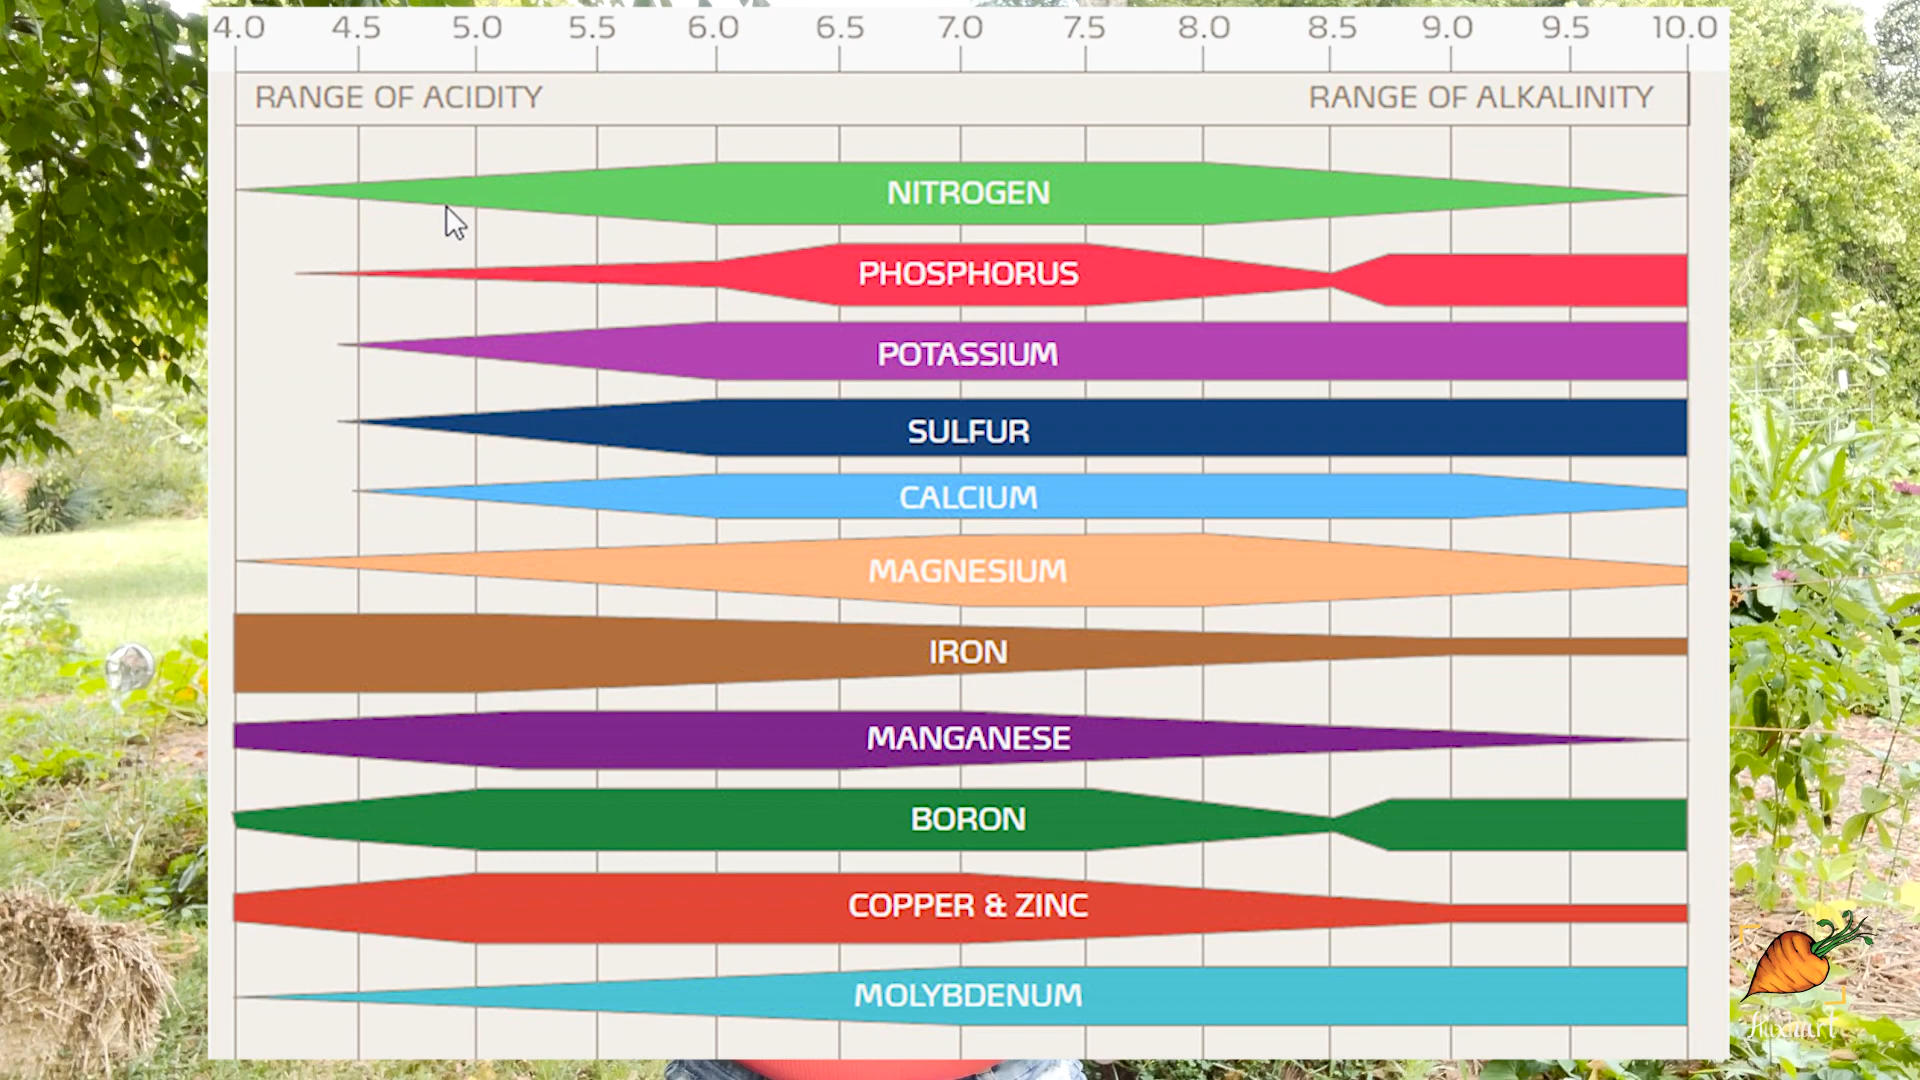 4.0 4.5 5.0 5.5 6.0 6.5 7.0 7.5 8.0 8.5 9.0 9.5 10.0
RANGE OF ACIDITY RANGE OF ALKALINITY
NITROGEN
PHOSPHORUS
POTASSIUM
SULFUR
CALCIUM
MAGNESIUM
IRON
MANGANESE
BORON
COPPER & ZINC
MOLYBDENUM